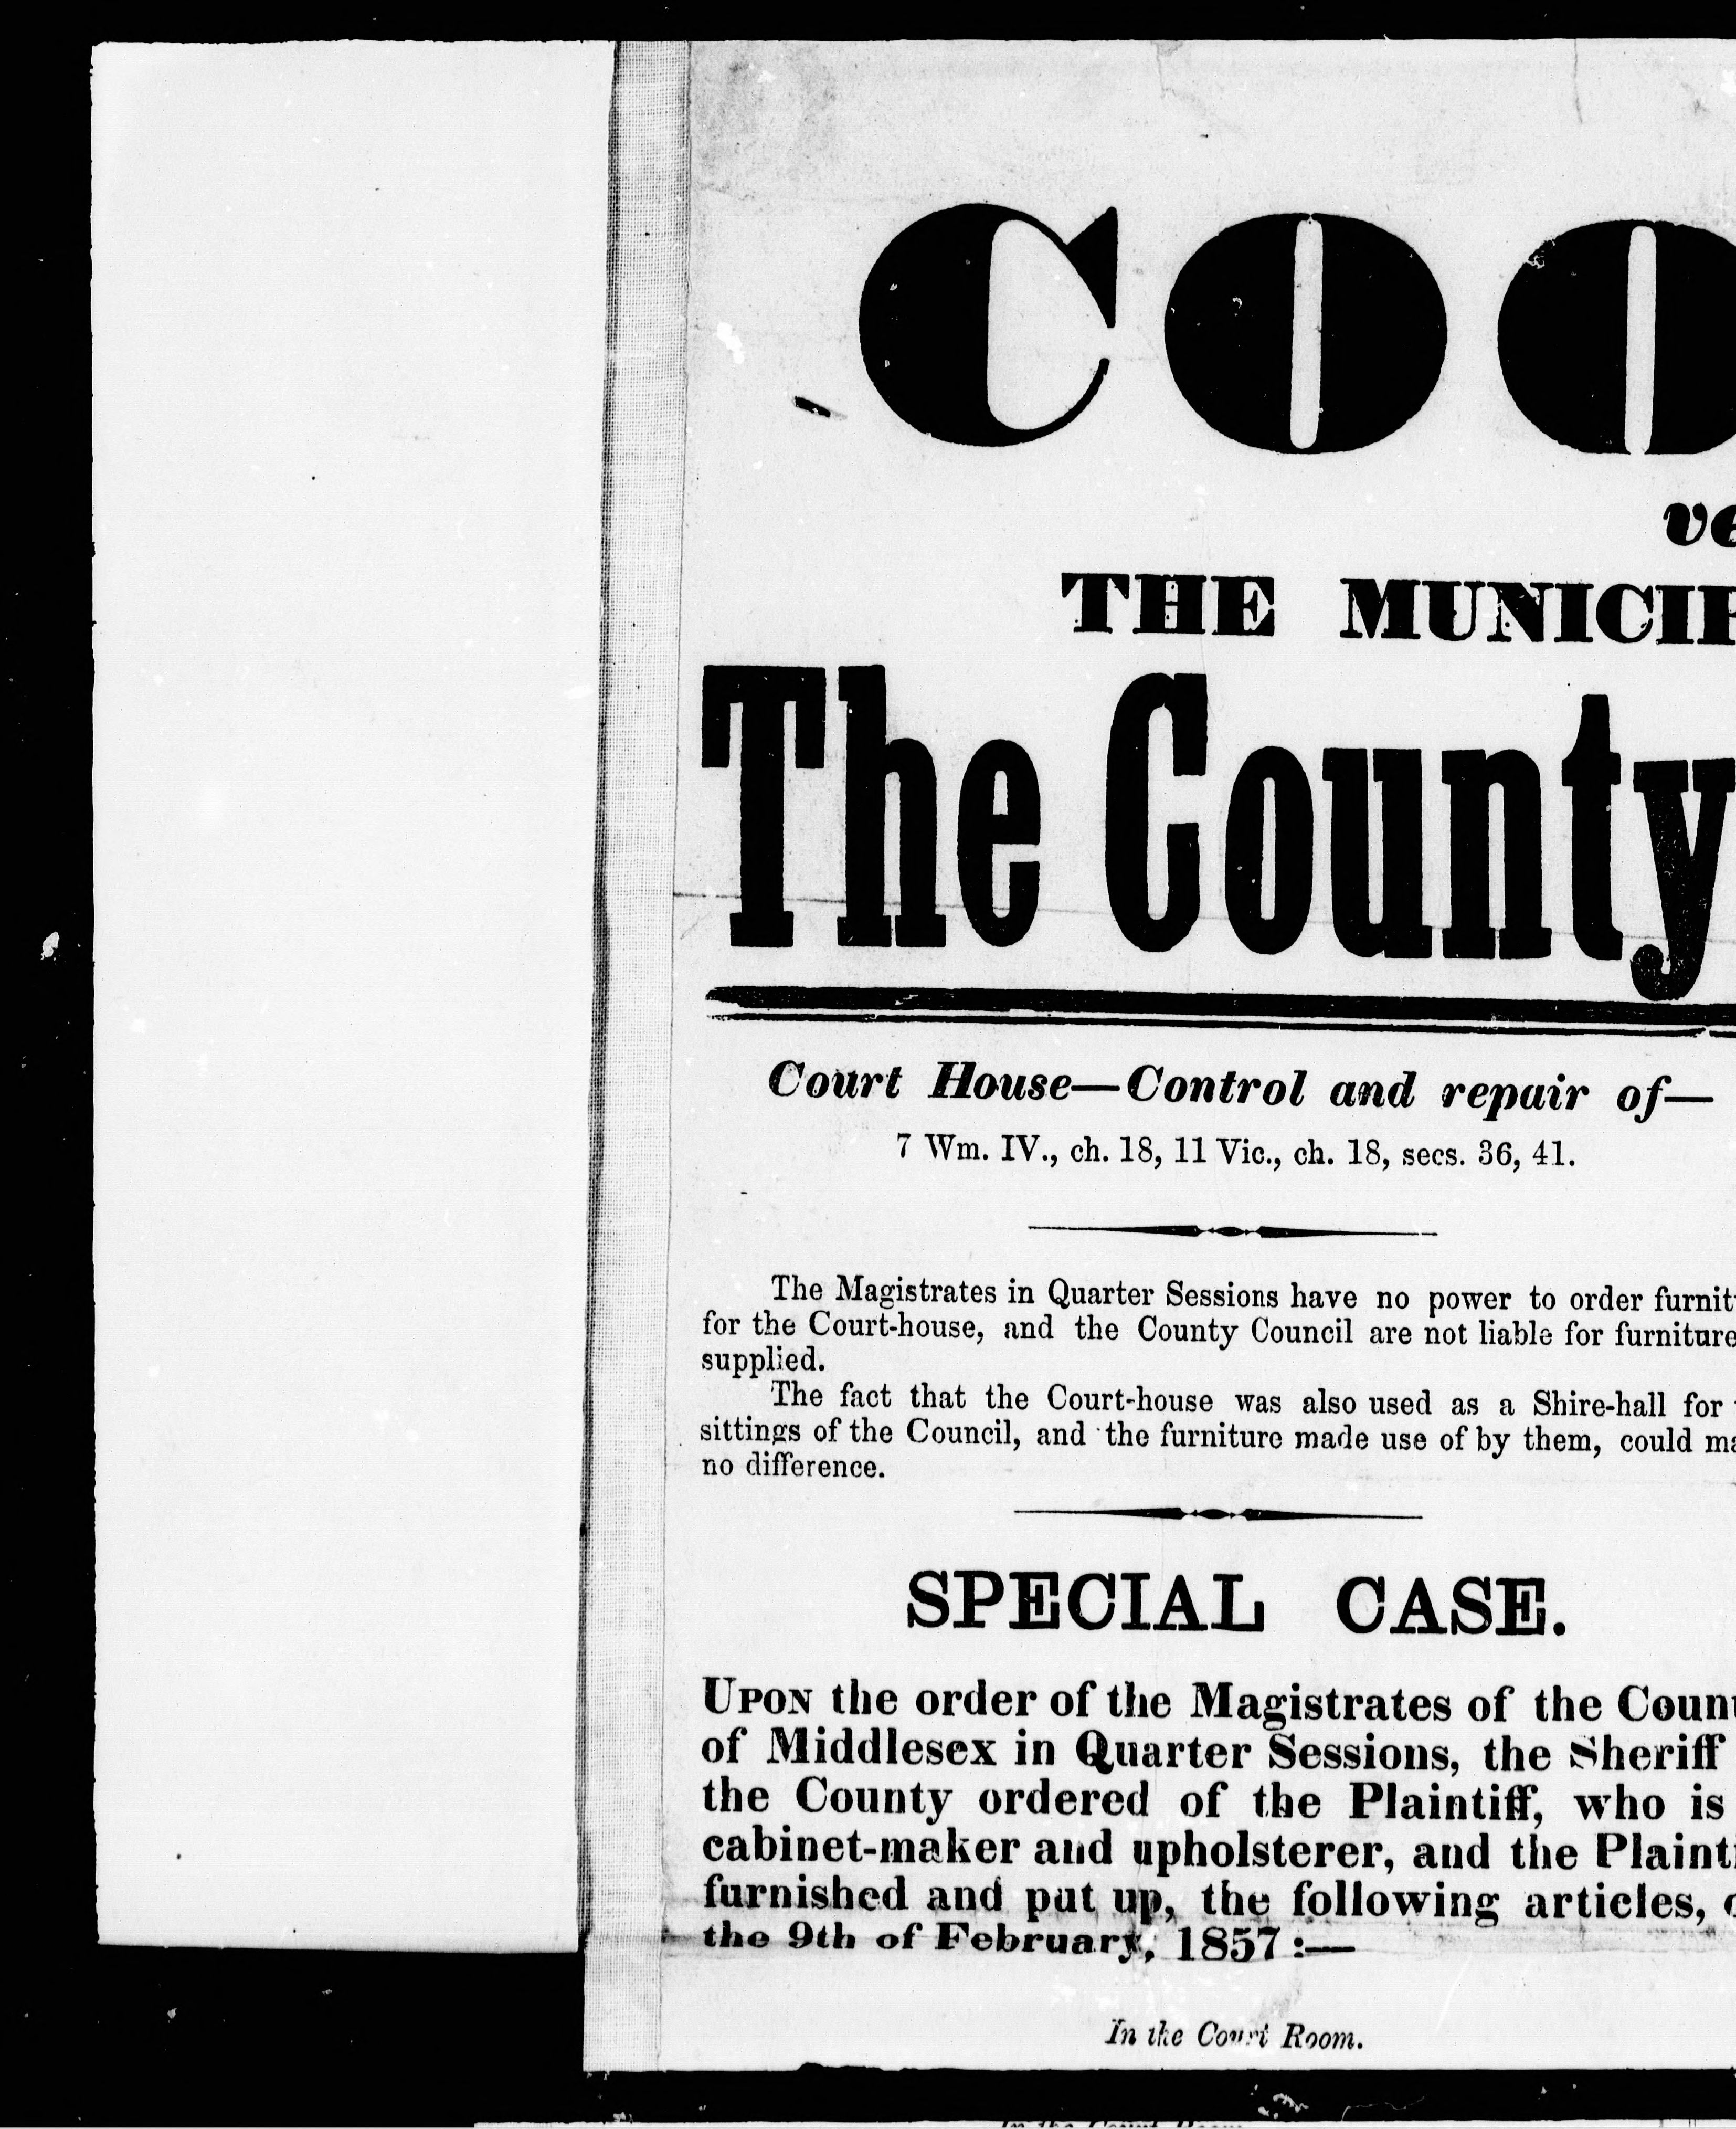 COO
ve
THE MUNICIP
The County
Court House—Control and repair of—
7 Wm. IV., ch. 18, 11 Vic., ch. 18, secs. 36, 41.
The Magistrates in Quarter Sessions have no power to order furnit
for the Court-house, and the County Council are not liable for furniture
supplied.
The fact that the Court-house was also used as a Shire-hall for
sittings of the Council, and the furniture made use of by them, could ma
no difference.
SPECIAL CASE.
UPON the order of the Magistrates of the Coun
of Middlesex in Quarter Sessions, the Sheriff
the County ordered of the Plaintiff, who is
cabinet-maker and upholsterer, and the Plainti
furnished and put up, the following articles, o
the 9th of February, 1857 :—
In the Court Room.
In the Court Room